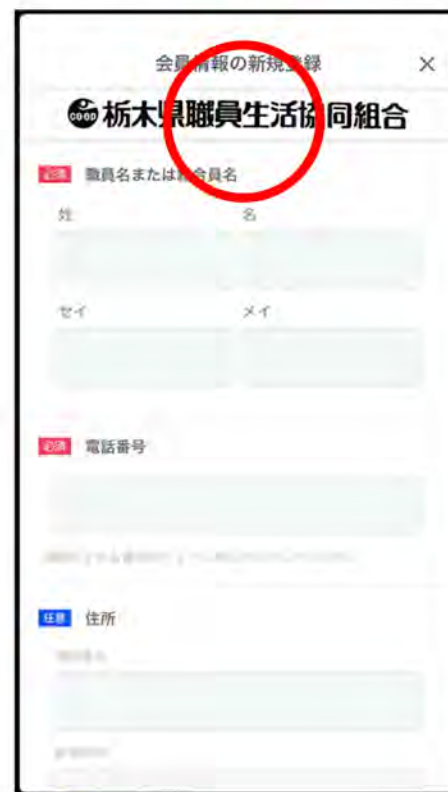 会員情報の新規登録 ×
co-op 栃木県職員生活協同組合
必須 職員名または組合員名
姓 名
セイ メイ
必須 電話番号
任意 住所